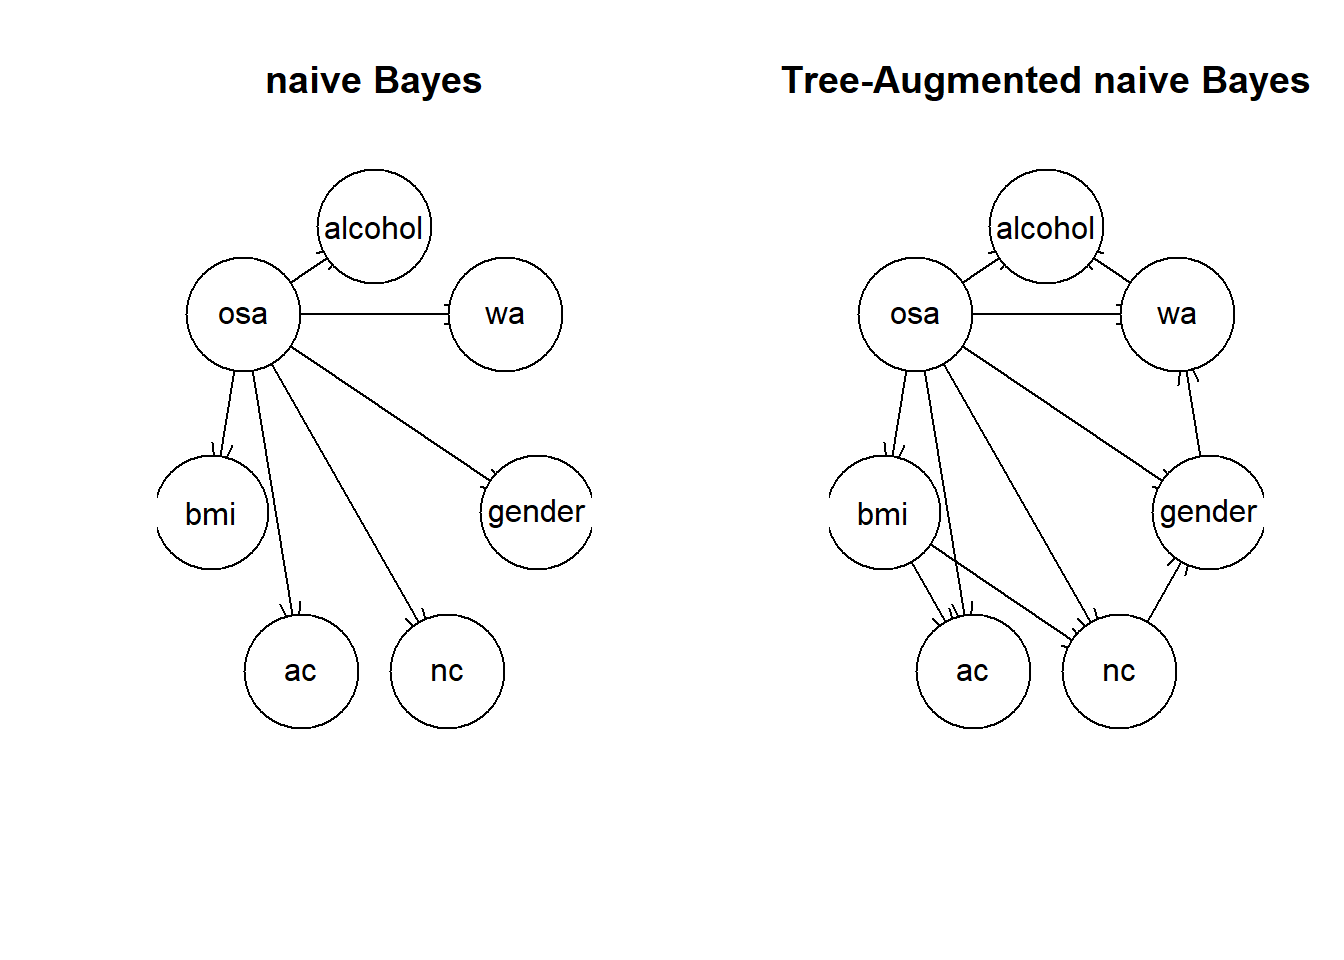 naive Bayes
alcohol
osa
wa
bmi
gender
ac
nc
Tree-Augmented naive Bayes
alcohol
osa
wa
bmi
gender
ac
nc